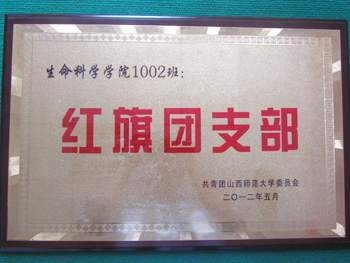 生命科学学院1002班：
红旗团支部
共青团山西师范大学委员会
二〇一二年五月